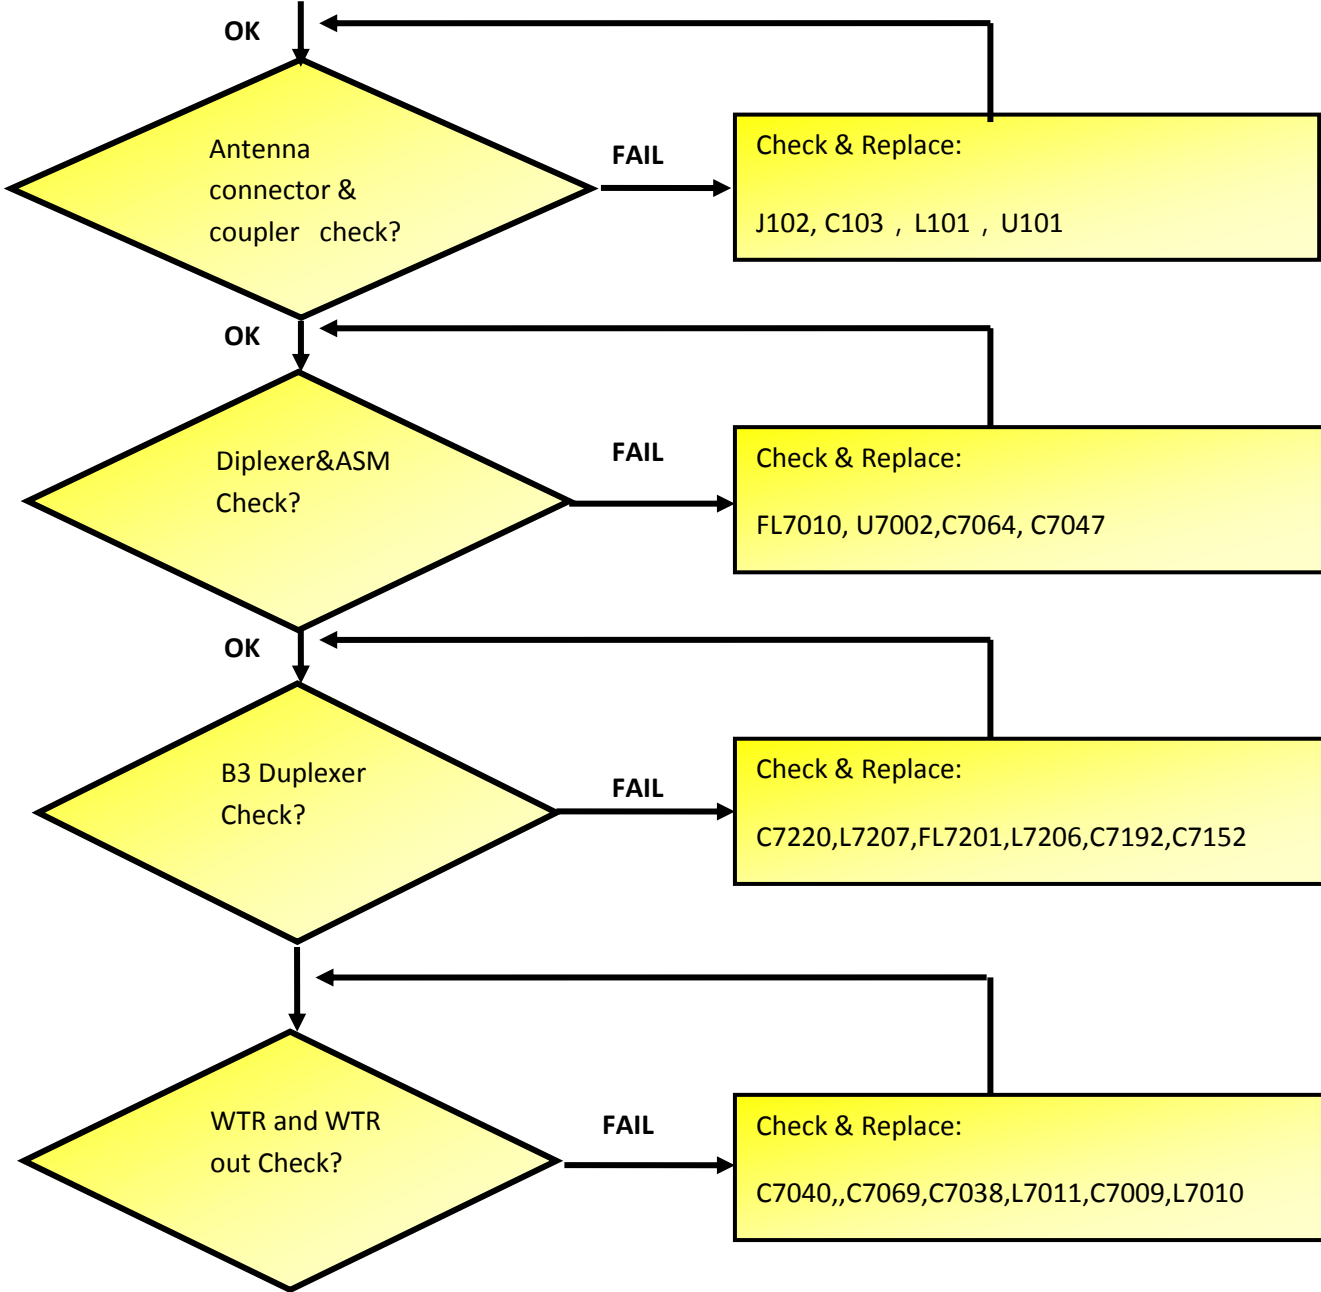 OK
Antenna
connector &
coupler check?
FAIL
Check & Replace:
J102, C103 , L101 , U101
OK
Diplexer&ASM
Check?
FAIL
Check & Replace:
FL7010, U7002,C7064, C7047
OK
B3 Duplexer
Check?
FAIL
Check & Replace:
C7220,L7207,FL7201,L7206,C7192,C7152
WTR and WTR
out Check?
FAIL
Check & Replace:
C7040,,C7069,C7038,L7011,C7009,L7010